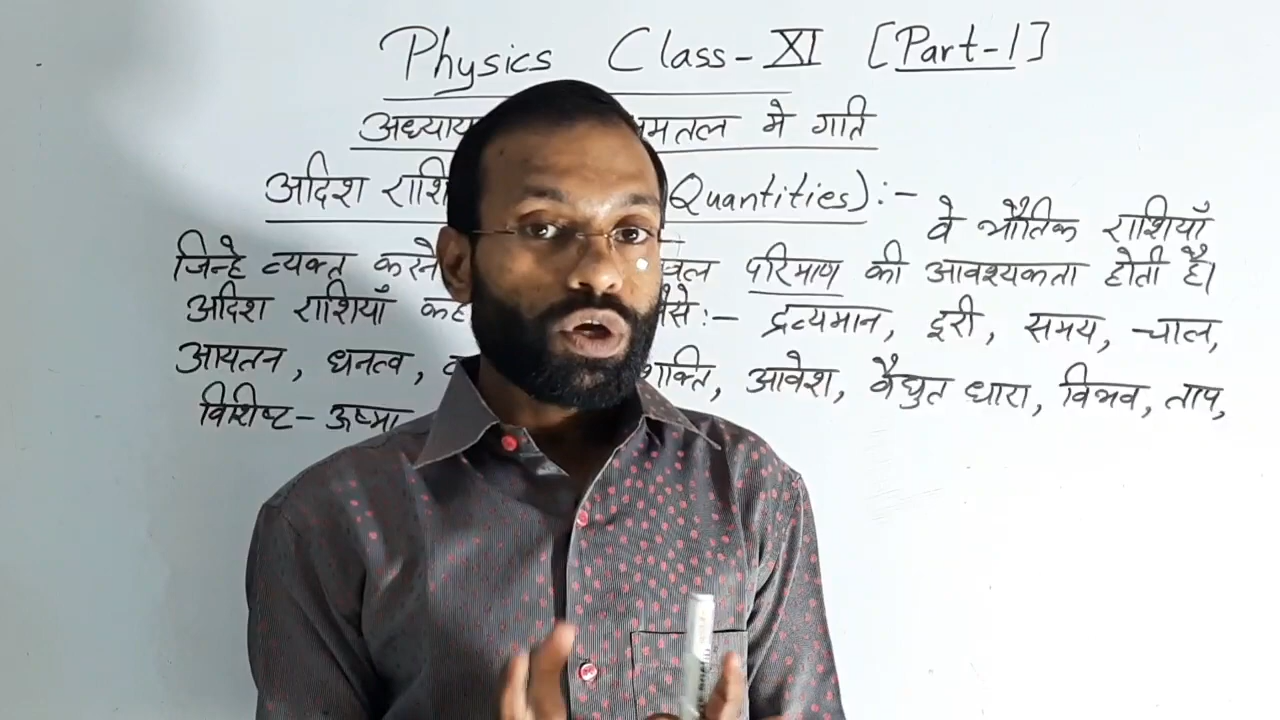 Physics Class-XI [Part-1]
अध्याय मतल मे गति
अदिश राशि Quantities):-
वे भौतिक राशियाँ
जिन्हे व्यक्त करने परिमाण की आवश्यकता होती है।
अदिश राशियाँ :- द्रव्यमान, दूरी, समय, चाल,
आयतन, धनत्व, शक्ति, आवेश, वैद्युत धारा, विभव, ताप,
विशिष्ट-ऊष्मा